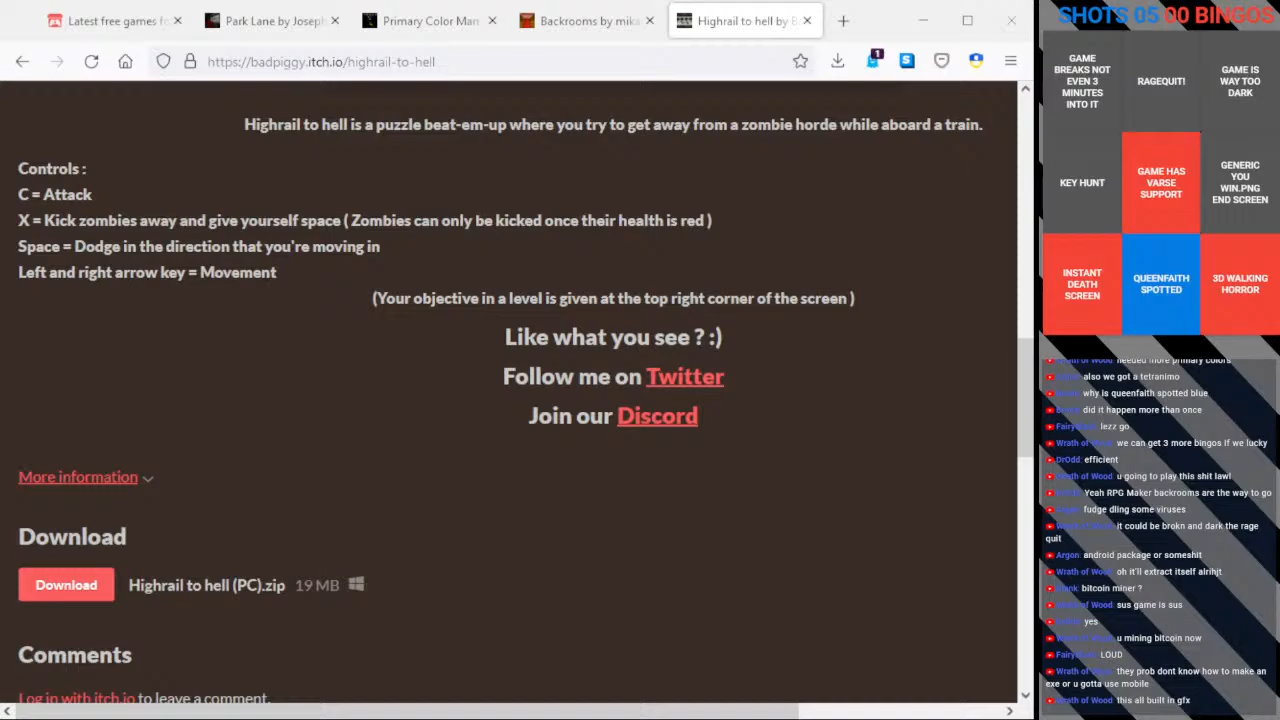 Latest free games fo
Park Lane by Joseph
Primary Color Man
Backrooms by mika
Highrail to hell by B
https://badpiggy.itch.io/highrail-to-hell
1
Highrail to hell is a puzzle beat-em-up where you try to get away from a zombie horde while aboard a train.
Controls :
C = Attack
X = Kick zombies away and give yourself space ( Zombies can only be kicked once their health is red )
Space = Dodge in the direction that you're moving in
Left and right arrow key = Movement
(Your objective in a level is given at the top right corner of the screen )
Like what you see ? :)
Follow me on Twitter
Join our Discord
More information
Download
Download Highrail to hell (PC).zip 19 MB
Comments
Log in with itch.io to leave a comment.
SHOTS 05 00 BINGOS
GAME
BREAKS NOT
EVEN 3
MINUTES
INTO IT
RAGEQUIT!
GAME IS
WAY TOO
DARK
KEY HUNT
GAME HAS
VARSE
SUPPORT
GENERIC
YOU
WIN.PNG
END SCREEN
INSTANT
DEATH
SCREEN
QUEENFAITH
SPOTTED
3D WALKING
HORROR
Wrath of Wood: needed more primary colors
also we got a tetranimo
why is queenfaith spotted blue
did it happen more than once
lezz go
we can get 3 more bingos if we lucky
DrOdd: efficient
u going to play this shit lawl
Yeah RPG Maker backrooms are the way to go
fudge dling some viruses
it could be brokn and dark the rage
quit
Argon: android package or someshit
Wrath of Wood: oh it'll extract itself alrihjt
bitcoin miner ?
sus game is sus
yes
u mining bitcoin now
LOUD
Wrath of Wood: they prob dont know how to make an
exe or u gotta use mobile
Wrath of Wood: this all built in gfx